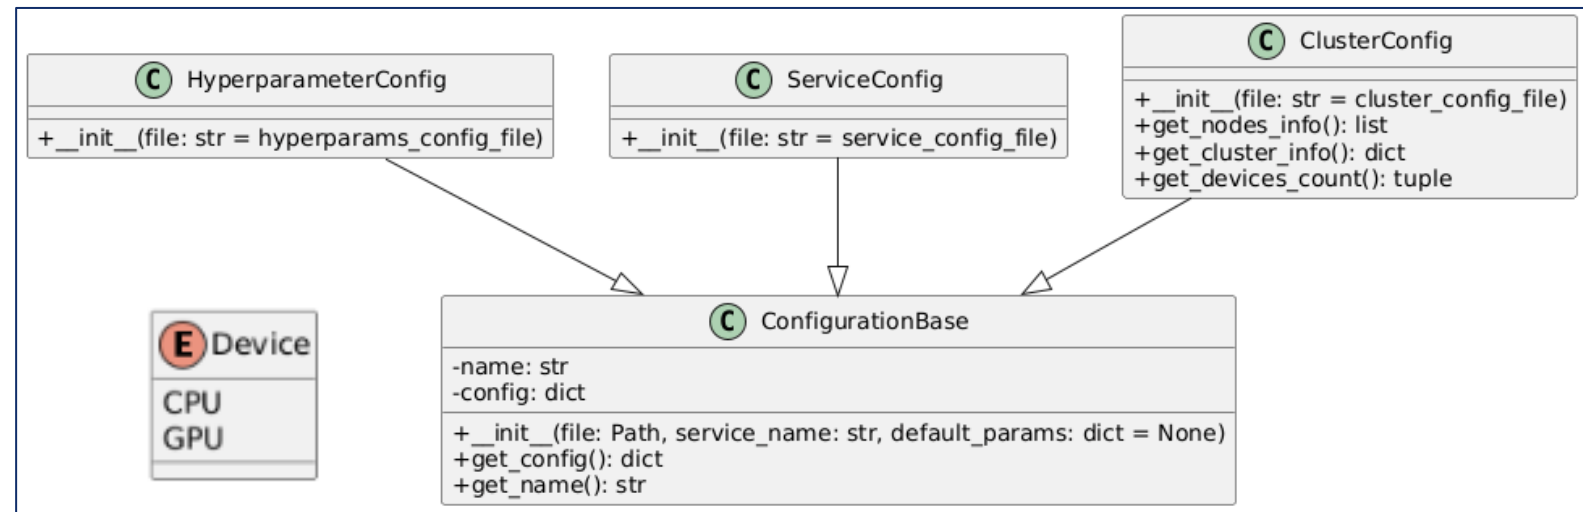 C HyperparameterConfig
+__init__(file: str = hyperparams_config_file)
C ServiceConfig
+__init__(file: str = service_config_file)
C ClusterConfig
+__init__(file: str = cluster_config_file)
+get_nodes_info(): list
+get_cluster_info(): dict
+get_devices_count(): tuple
E Device
CPU
GPU
C ConfigurationBase
-name: str
-config: dict
+__init__(file: Path, service_name: str, default_params: dict = None)
+get_config(): dict
+get_name(): str